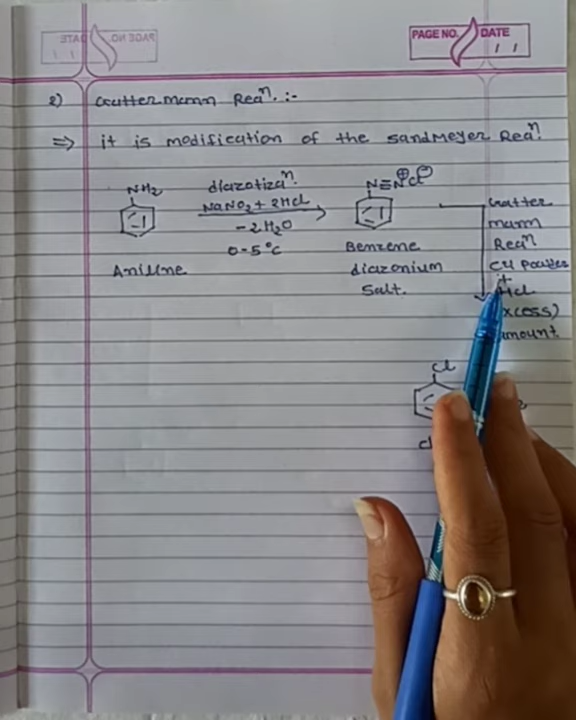 PAGE NO. DATE
/ /
2) Gattermann Reaⁿ. :-
⇒ it is modification of the sandmeyer Reaⁿ.
NH₂
diazotizaⁿ.
NaNO₂ + 2HCl
- 2H₂O
0-5°C
Aniline
N≡N⊕Cl⊖
Benzene
diazonium
Salt.
Gatter
mann
Reaⁿ
CU powder
+
HCl
xcess)
amount
Cl